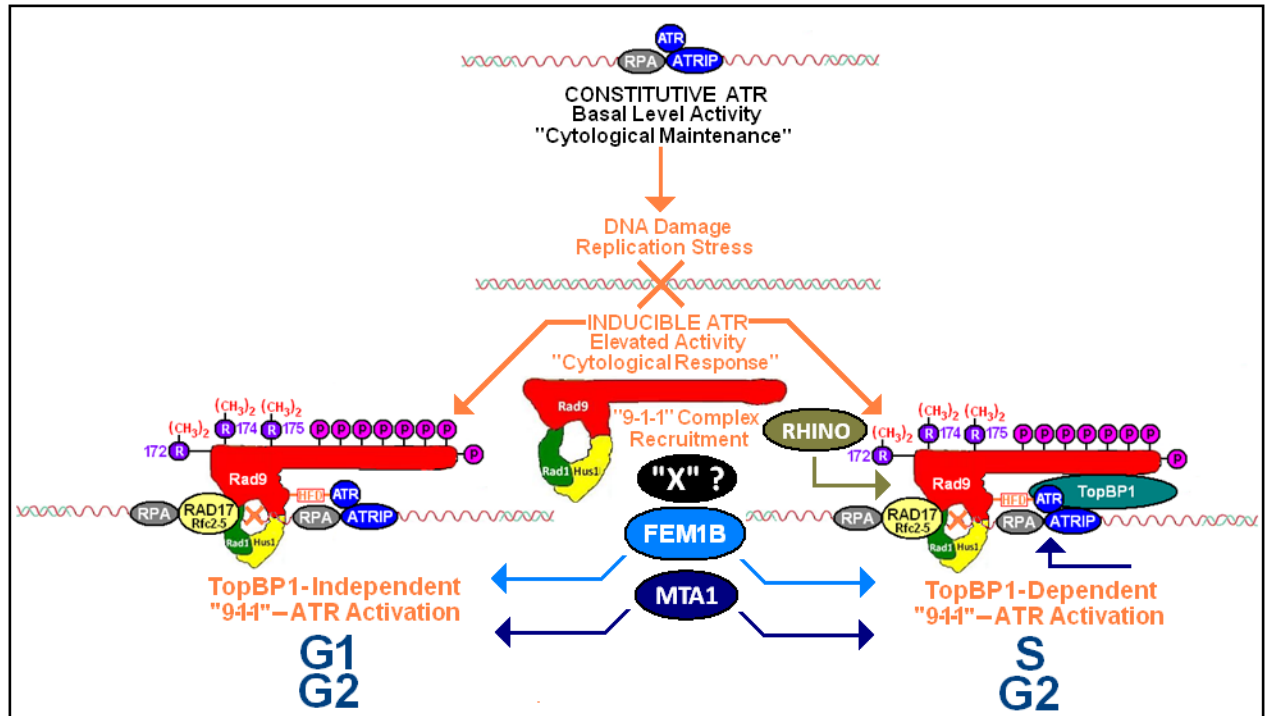 ATR
RPA
ATRIP
CONSTITUTIVE ATR
Basal Level Activity
"Cytological Maintenance"
DNA Damage
Replication Stress
INDUCIBLE ATR
Elevated Activity
"Cytological Response"
Rad9
Rad1
Hus1
"9-1-1" Complex
Recruitment
RHINO
"X" ?
FEM1B
MTA1
(CH3)2
(CH3)2
(CH3)2
172 R
R 174
R 175
P P P P P P P
P
Rad9
HFD
ATR
RPA
RAD17
Rfc2-5
RPA
ATRIP
Rad1
Hus1
TopBP1-Independent
"9-1-1"–ATR Activation
G1
G2
(CH3)2
(CH3)2
(CH3)2
172 R
R 174
R 175
P P P P P P P
P
Rad9
HFD
ATR
TopBP1
RPA
RAD17
Rfc2-5
RPA
ATRIP
Rad1
Hus1
TopBP1-Dependent
"9-1-1"–ATR Activation
S
G2